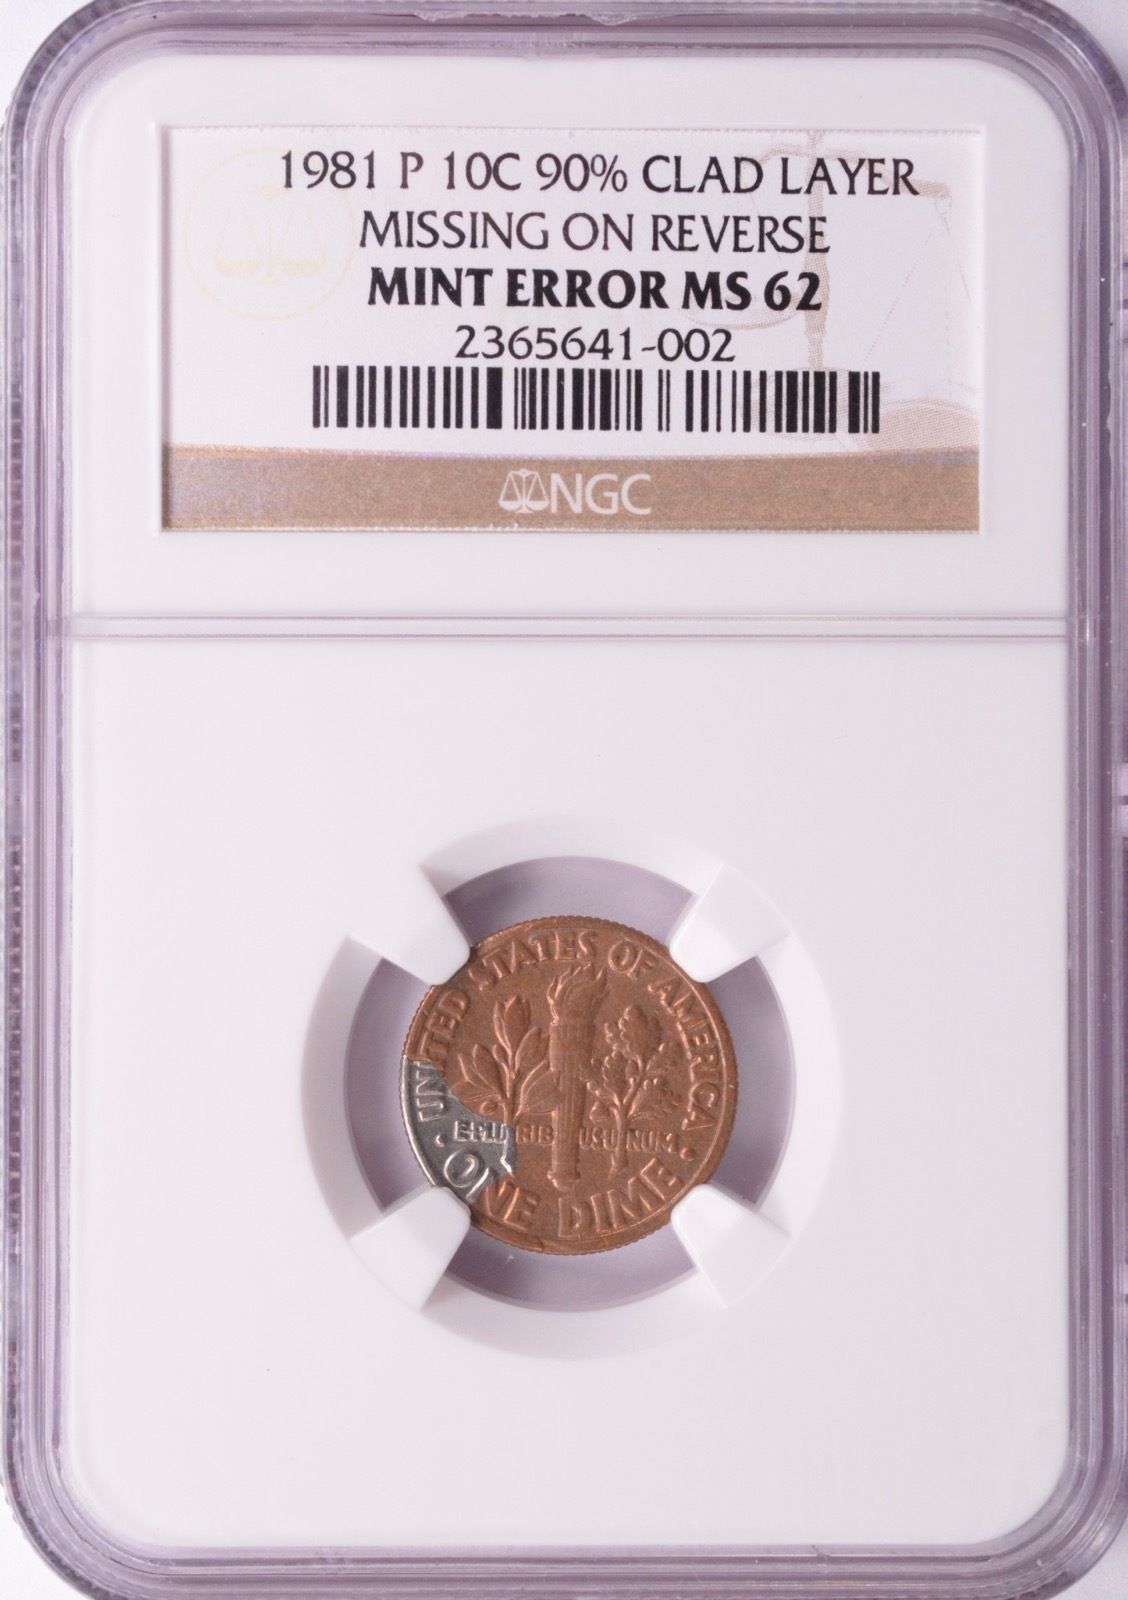 1981 P 10C 90% CLAD LAYER
MISSING ON REVERSE
MINT ERROR MS 62
2365641-002
NGC
UNITED STATES OF AMERICA
E·PLURIBUS·UNUM
· ONE DIME ·